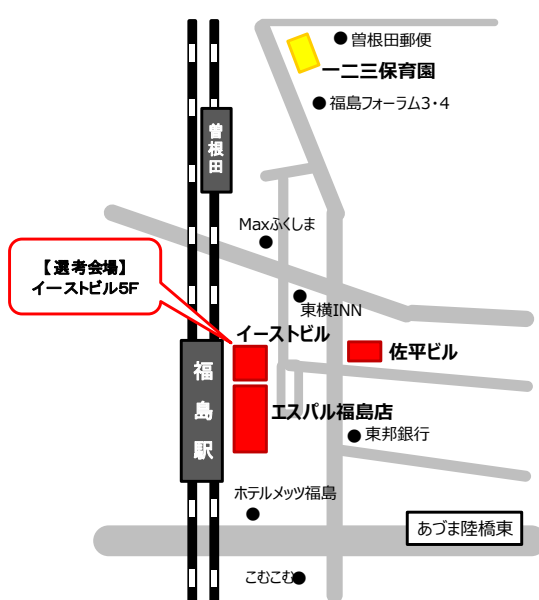 曽根田郵便
一二三保育園
福島フォーラム3・4
曽根田
Maxふくしま
【選考会場】
イーストビル5F
東横INN
イーストビル
佐平ビル
福島駅
エスパル福島店
東邦銀行
ホテルメッツ福島
あづま陸橋東
こむこむ